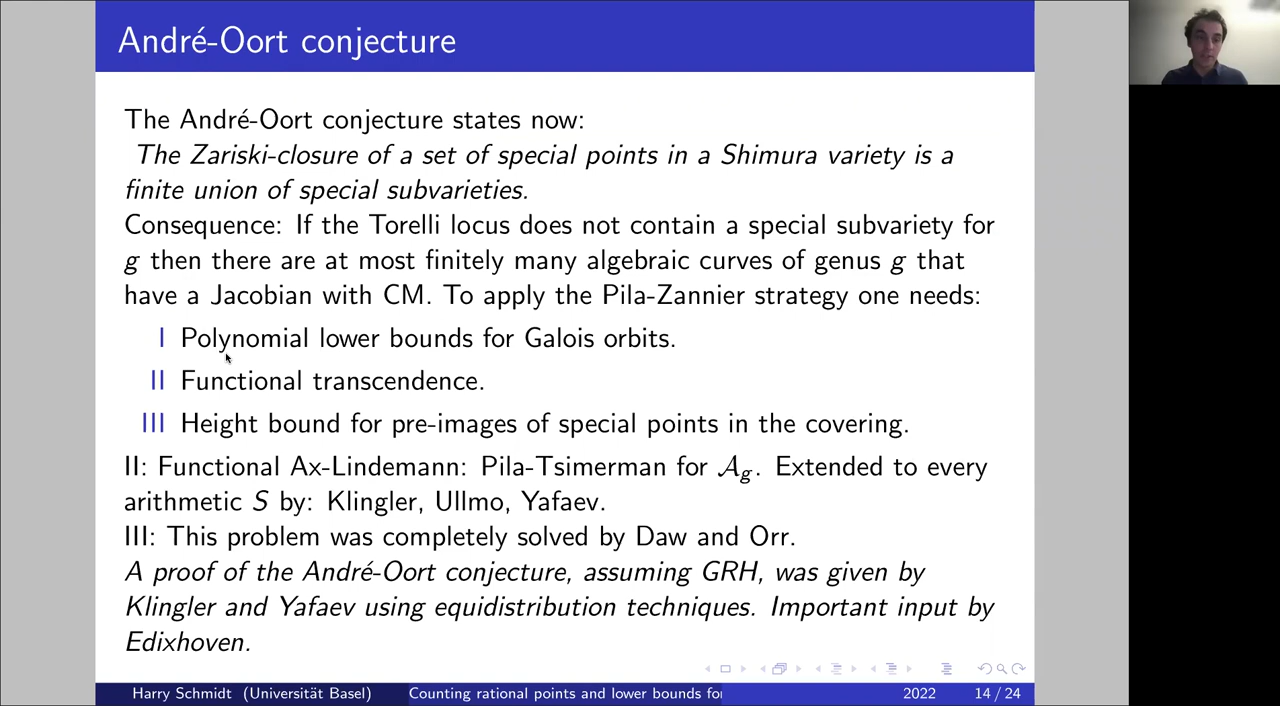 André-Oort conjecture
The André-Oort conjecture states now:
The Zariski-closure of a set of special points in a Shimura variety is a
finite union of special subvarieties.
Consequence: If the Torelli locus does not contain a special subvariety for
g then there are at most finitely many algebraic curves of genus g that
have a Jacobian with CM. To apply the Pila-Zannier strategy one needs:
I Polynomial lower bounds for Galois orbits.
II Functional transcendence.
III Height bound for pre-images of special points in the covering.
II: Functional Ax-Lindemann: Pila-Tsimerman for 𝒜g. Extended to every
arithmetic S by: Klingler, Ullmo, Yafaev.
III: This problem was completely solved by Daw and Orr.
A proof of the André-Oort conjecture, assuming GRH, was given by
Klingler and Yafaev using equidistribution techniques. Important input by
Edixhoven.
Harry Schmidt (Universität Basel) Counting rational points and lower bounds for 2022 14 / 24